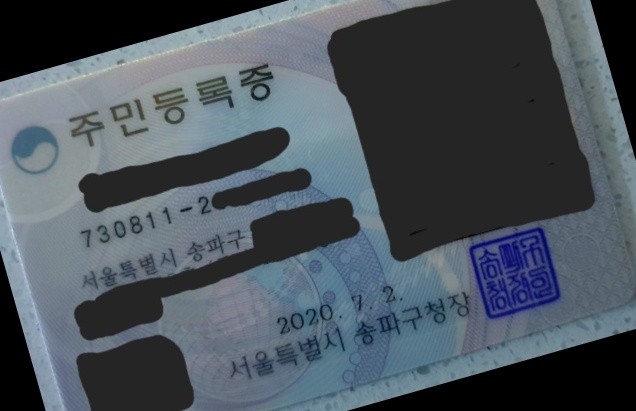 주민등록증
730811-2
서울특별시 송파구
2020. 7. 2.
서울특별시 송파구청장